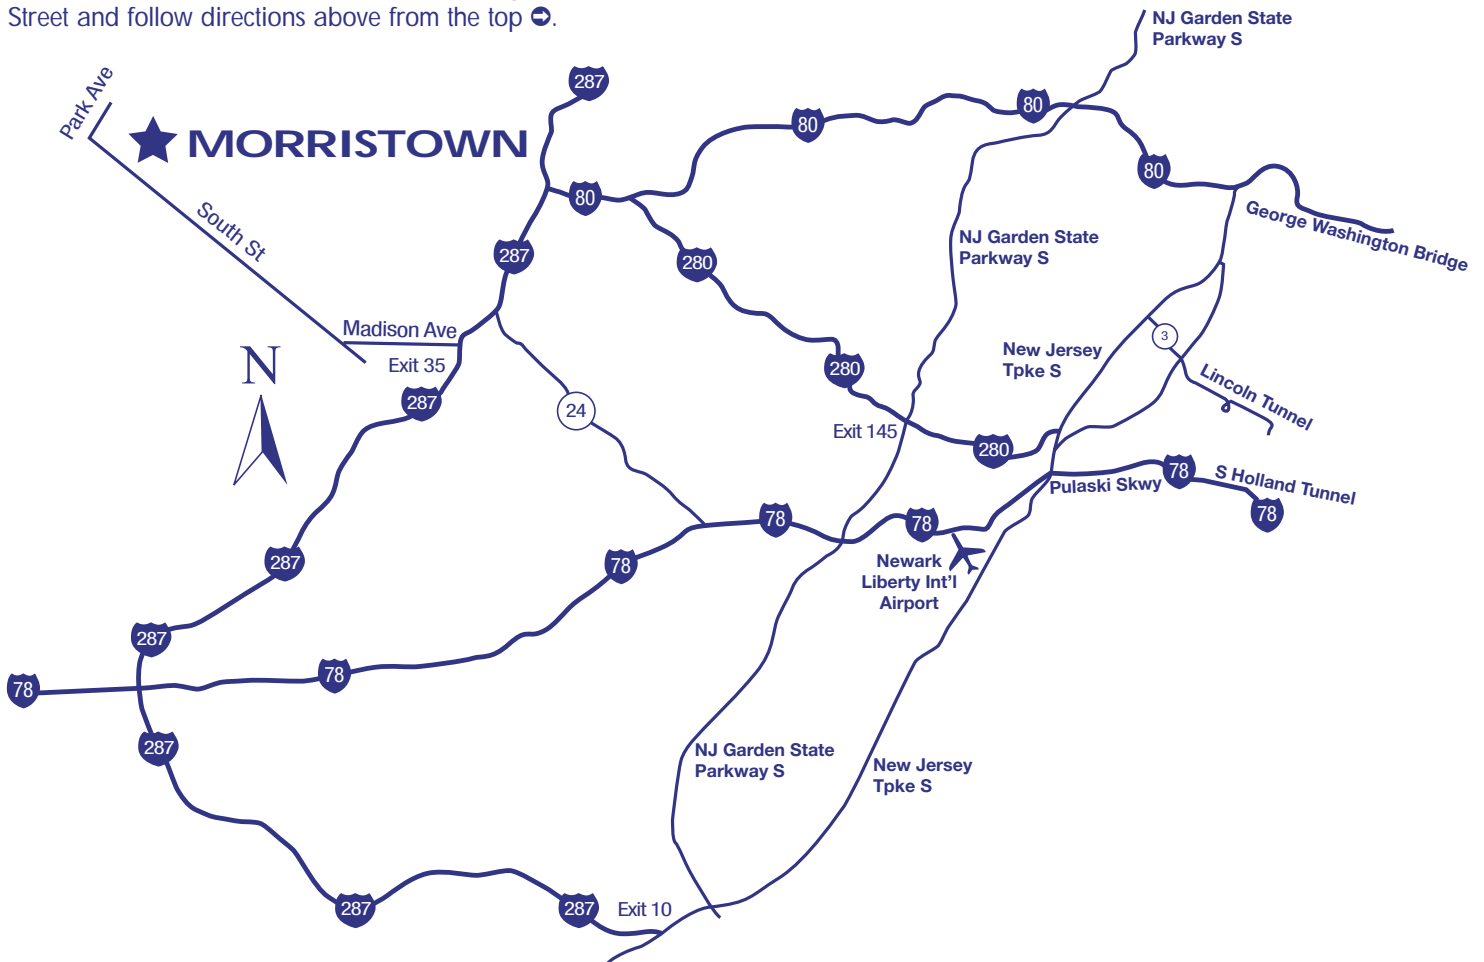 Street and follow directions above from the top ➲.
NJ Garden State
Parkway S
287
Park Ave
MORRISTOWN
80
80
80
80
South St
George Washington Bridge
287
280
NJ Garden State
Parkway S
Madison Ave
Exit 35
N
287
24
New Jersey
Tpke S
3
Lincoln Tunnel
280
Exit 145
280
Pulaski Skwy
78
S Holland Tunnel
78
78
78
Newark
Liberty Int'l
Airport
287
78
287
78
78
287
NJ Garden State
Parkway S
New Jersey
Tpke S
287
287
Exit 10